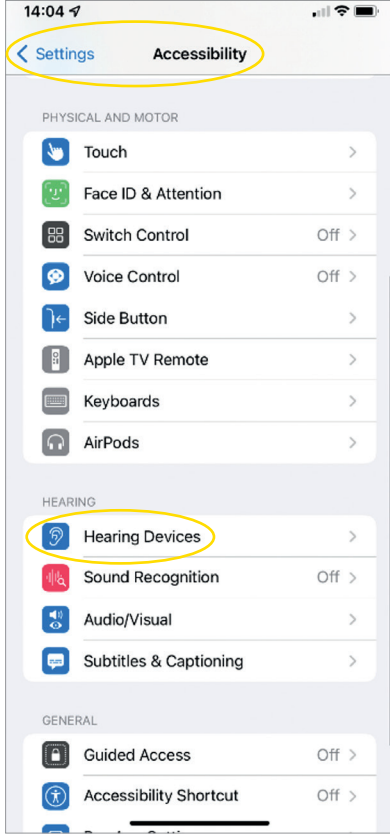 14:04
Settings
Accessibility
PHYSICAL AND MOTOR
Touch
Face ID & Attention
Switch Control Off
Voice Control Off
Side Button
Apple TV Remote
Keyboards
AirPods
HEARING
Hearing Devices
Sound Recognition Off
Audio/Visual
Subtitles & Captioning
GENERAL
Guided Access Off
Accessibility Shortcut Off